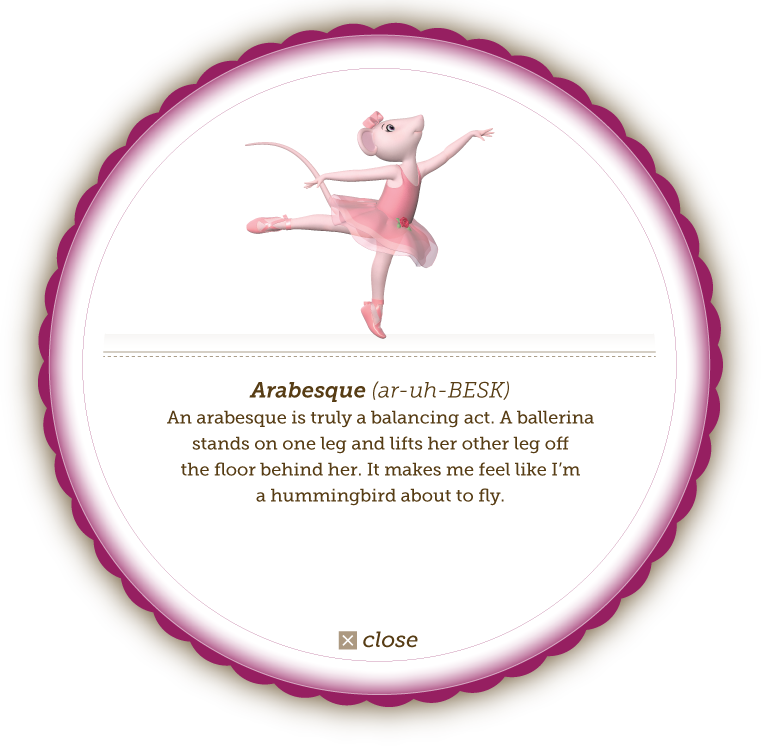 Arabesque (ar-uh-BESK)
An arabesque is truly a balancing act. A ballerina
stands on one leg and lifts her other leg off
the floor behind her. It makes me feel like I’m
a hummingbird about to fly.
close